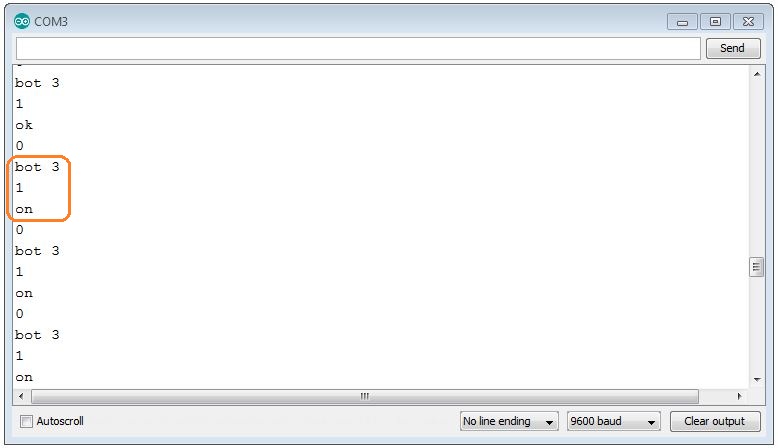 COM3
Send
bot 3
1
ok
0
bot 3
1
on
0
bot 3
1
on
0
bot 3
1
on
Autoscroll
No line ending
9600 baud
Clear output